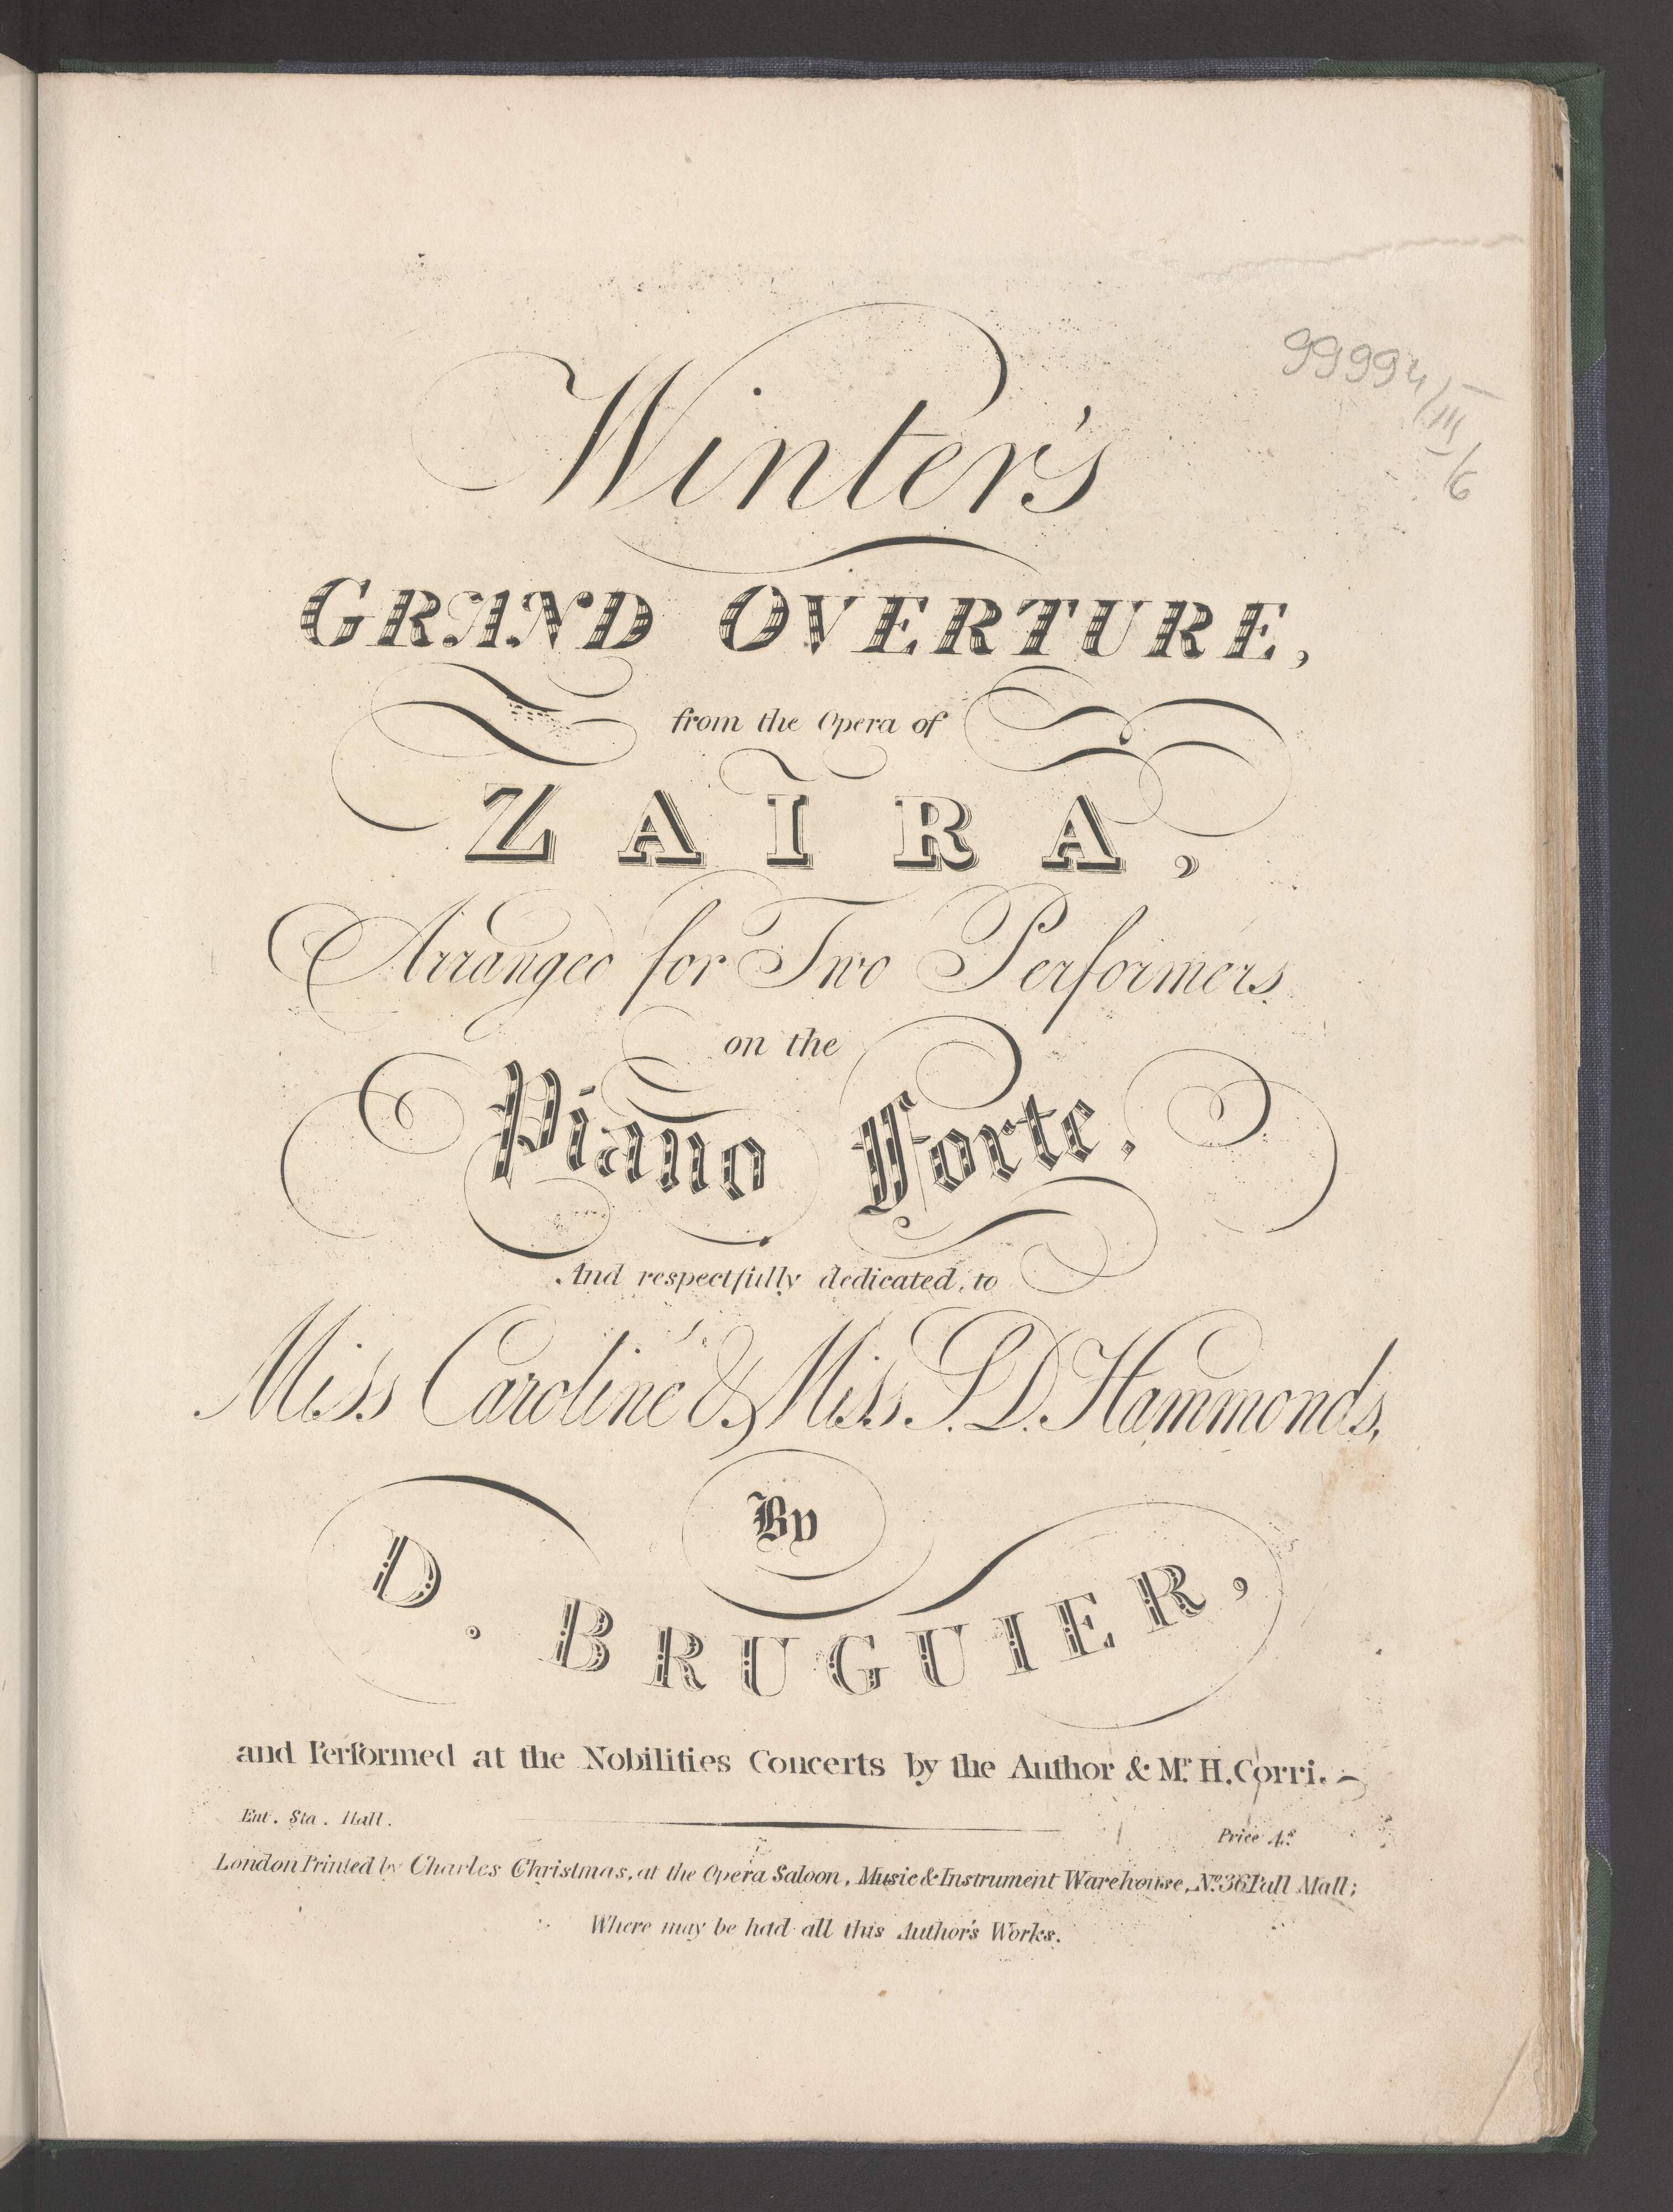 99994/III/6
Winter's
GRAND OVERTURE,
from the Opera of
ZAIRA,
Arranged for Two Performers
on the
Piano Forte.
And respectfully dedicated, to
Miss Caroline & Miss S.D. Hammonds,
By
D. BRUGUIER,
and Performed at the Nobilities Concerts by the Author & Mr. H. Corri.
Ent. Sta. Hall.
Price 4s.
London Printed by Charles Christmas, at the Opera Saloon, Music & Instrument Warehouse, No. 36 Pall Mall;
Where may be had all this Author's Works.